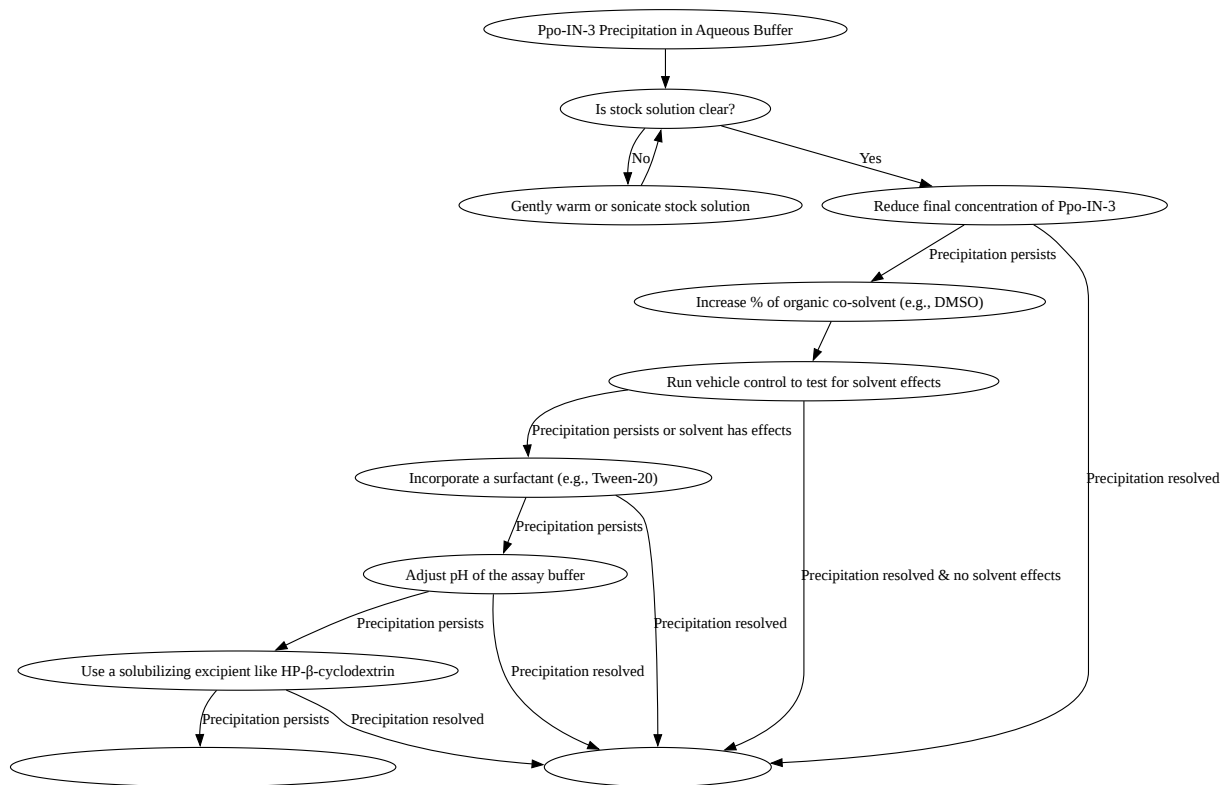 Ppo-IN-3 Precipitation in Aqueous Buffer
Is stock solution clear?
No
Yes
Gently warm or sonicate stock solution
Reduce final concentration of Ppo-IN-3
Precipitation persists
Increase % of organic co-solvent (e.g., DMSO)
Run vehicle control to test for solvent effects
Precipitation persists or solvent has effects
Incorporate a surfactant (e.g., Tween-20)
Precipitation resolved
Precipitation persists
Adjust pH of the assay buffer
Precipitation resolved & no solvent effects
Precipitation persists
Precipitation resolved
Use a solubilizing excipient like HP-β-cyclodextrin
Precipitation resolved
Precipitation persists
Precipitation resolved